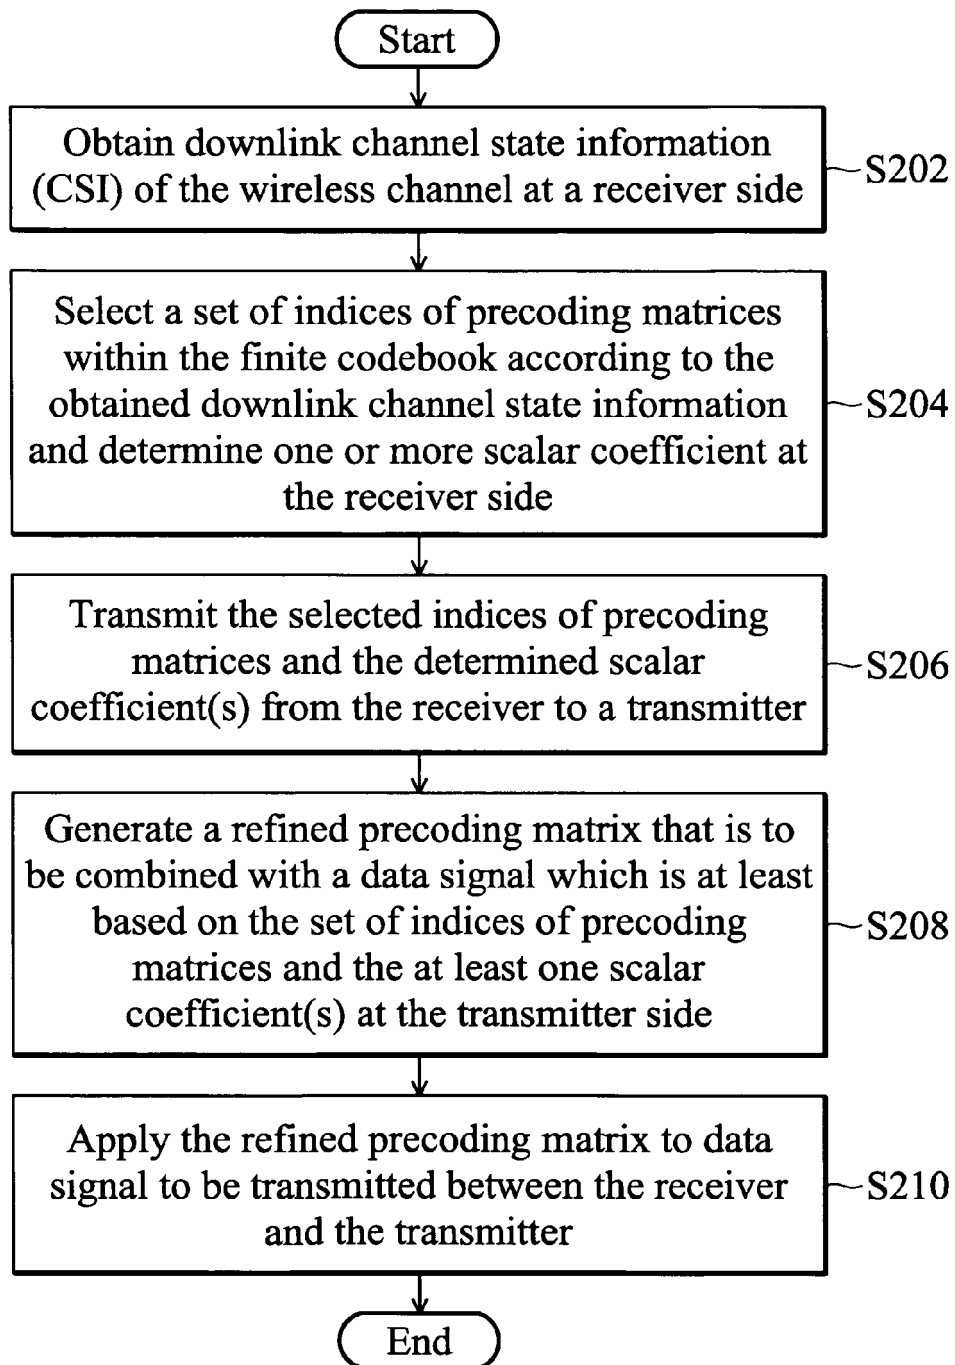 Start
Obtain downlink channel state information
(CSI) of the wireless channel at a receiver side
S202
Select a set of indices of precoding matrices
within the finite codebook according to the
obtained downlink channel state information
and determine one or more scalar coefficient at
the receiver side
S204
Transmit the selected indices of precoding
matrices and the determined scalar
coefficient(s) from the receiver to a transmitter
S206
Generate a refined precoding matrix that is to
be combined with a data signal which is at least
based on the set of indices of precoding
matrices and the at least one scalar
coefficient(s) at the transmitter side
S208
Apply the refined precoding matrix to data
signal to be transmitted between the receiver
and the transmitter
S210
End